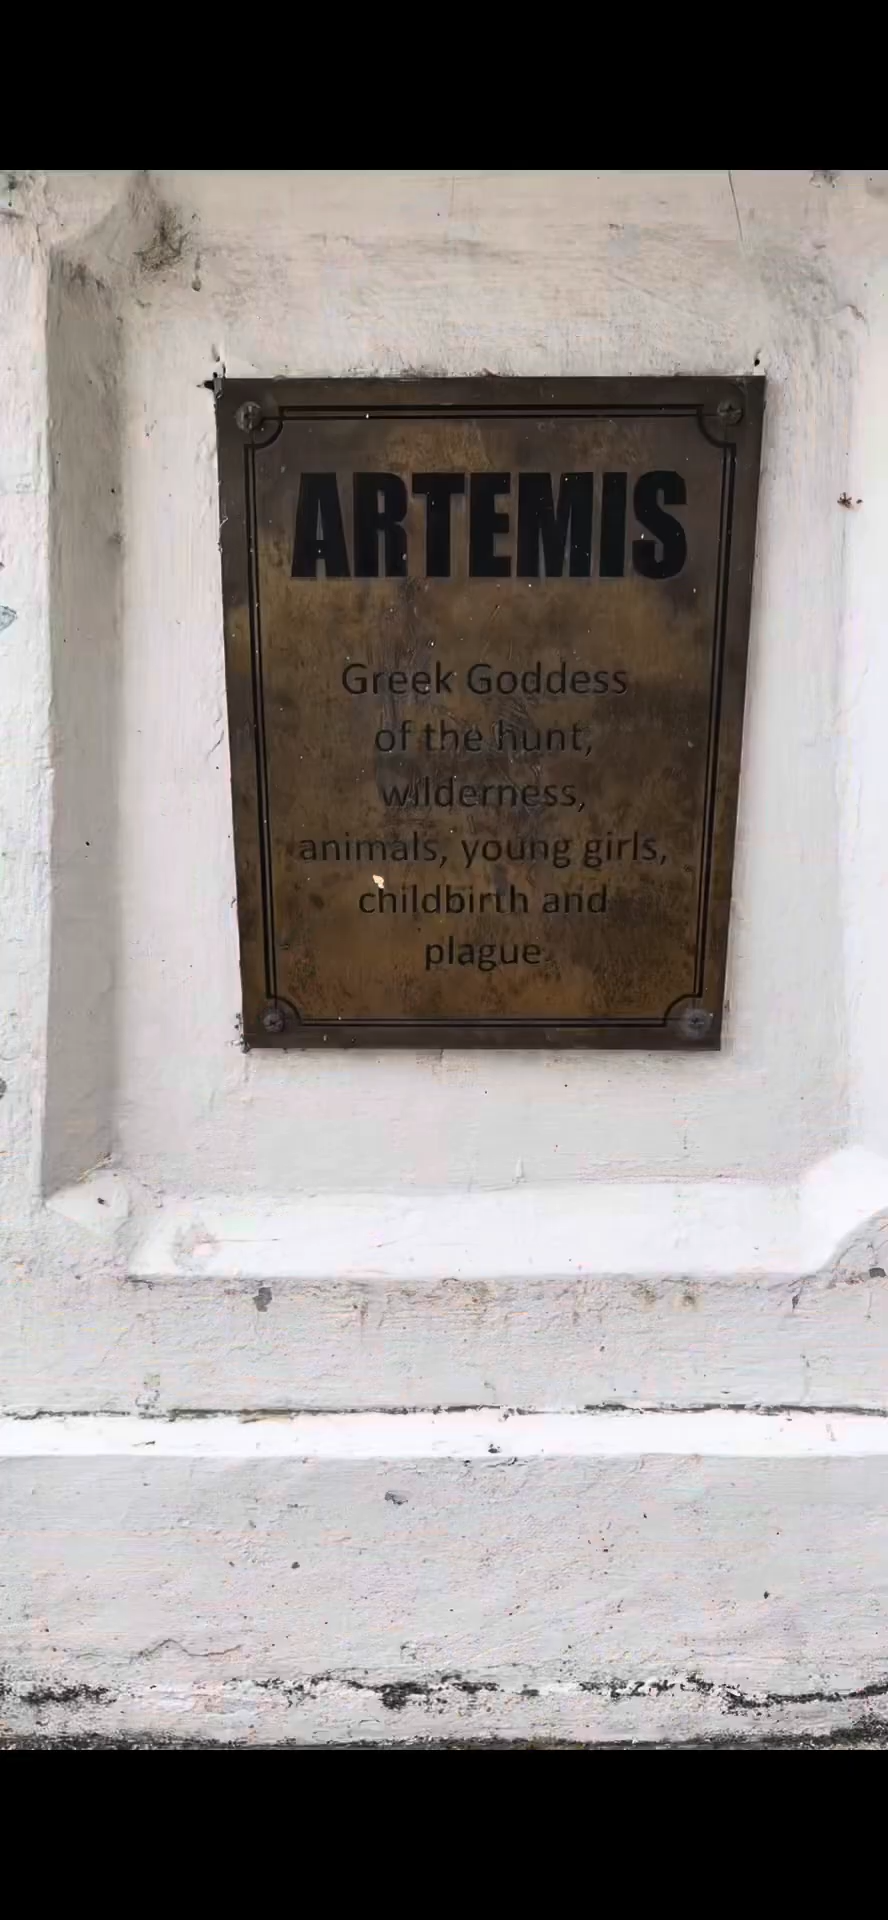 ARTEMIS
Greek Goddess
of the hunt,
wilderness,
animals, young girls,
childbirth and
plague.